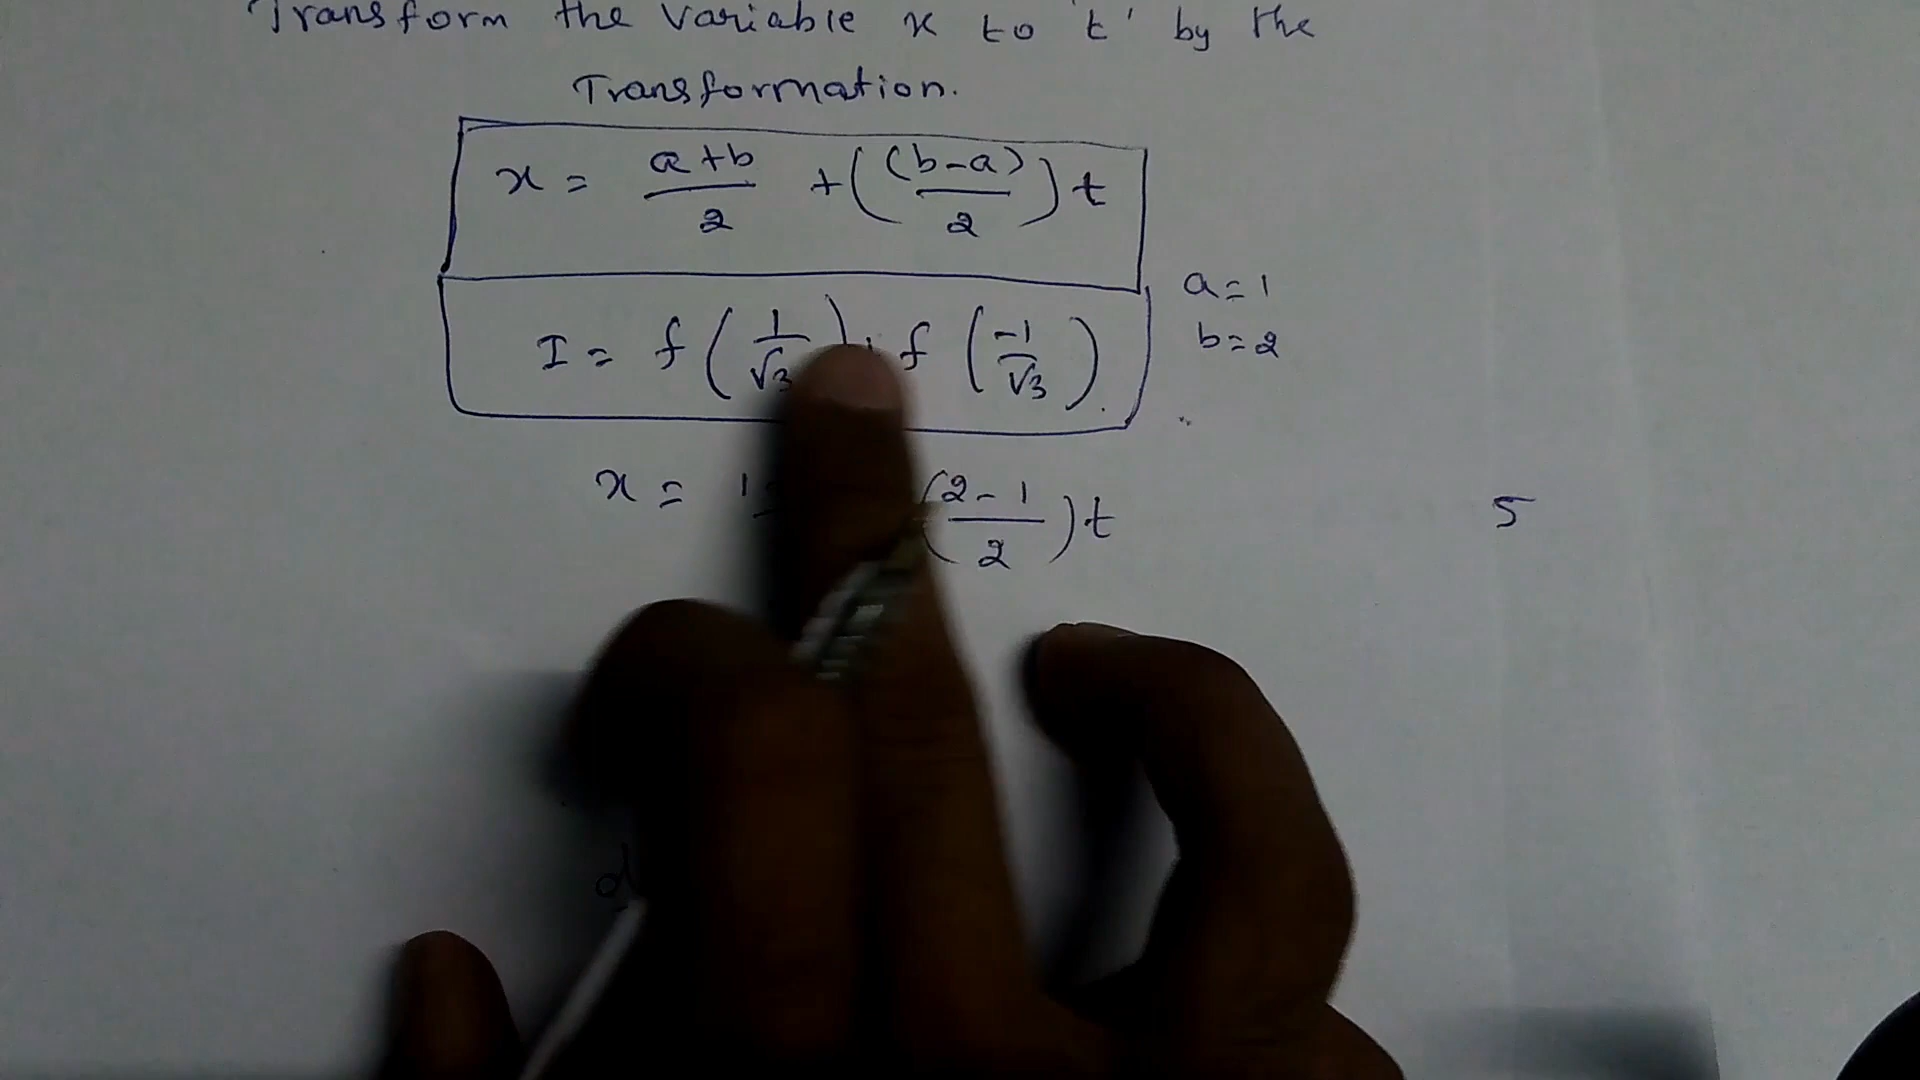 Transform the variable x to 't' by the
Transformation.
x = a+b/2 + ((b-a)/2) t
a=1
I = f(1/√3) f(-1/√3).
b=2
x = 1 (2-1/2)t
5
d